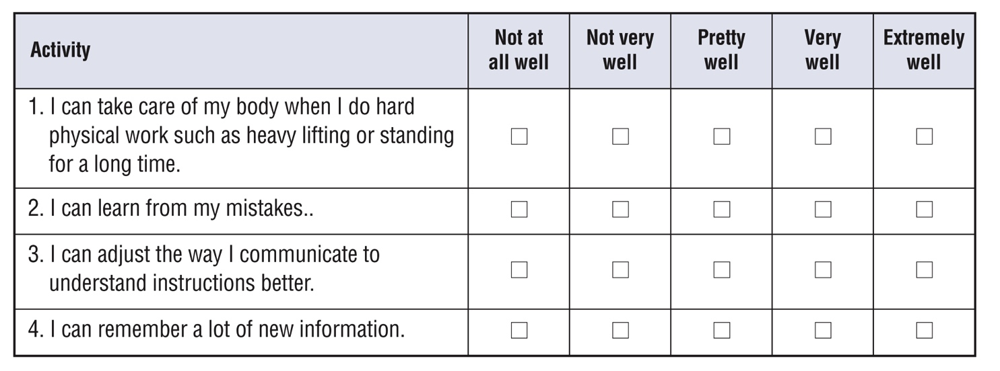 Activity
Not at
all well
Not very
well
Pretty
well
Very
well
Extremely
well
1. I can take care of my body when I do hard
physical work such as heavy lifting or standing
for a long time.
2. I can learn from my mistakes..
3. I can adjust the way I communicate to
understand instructions better.
4. I can remember a lot of new information.